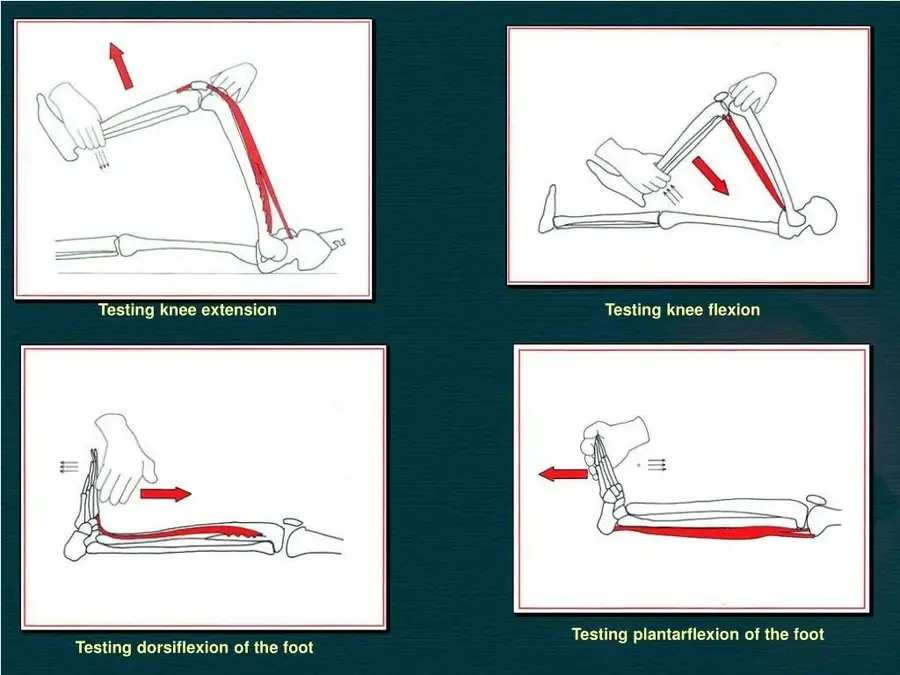 Testing knee extension
Testing knee flexion
Testing dorsiflexion of the foot
Testing plantarflexion of the foot